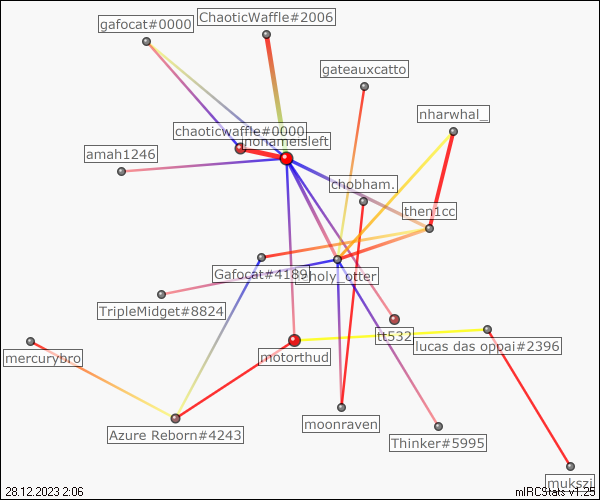 ChaoticWaffle#2006
gafocat#0000
gateauxcatto
nharwhal_
chaoticwaffle#0000
nonameisleft
amah1246
chobham.
then1cc
Gafocat#4189
holy_otter
TripleMidget#8824
tt532
lucas das oppai#2396
motorthud
mercurybro
moonraven
Azure Reborn#4243
Thinker#5995
mukszi
28.12.2023 2:06
mIRCStats v1.25